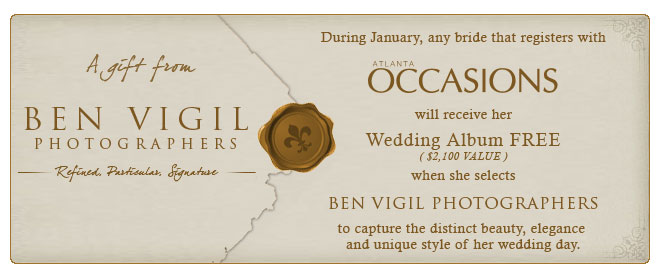 A gift from
BEN VIGIL
PHOTOGRAPHERS
Refined, Particular, Signature
During January, any bride that registers with
ATLANTA
OCCASIONS
will receive her
Wedding Album FREE
( $2,100 VALUE )
when she selects
BEN VIGIL PHOTOGRAPHERS
to capture the distinct beauty, elegance
and unique style of her wedding day.